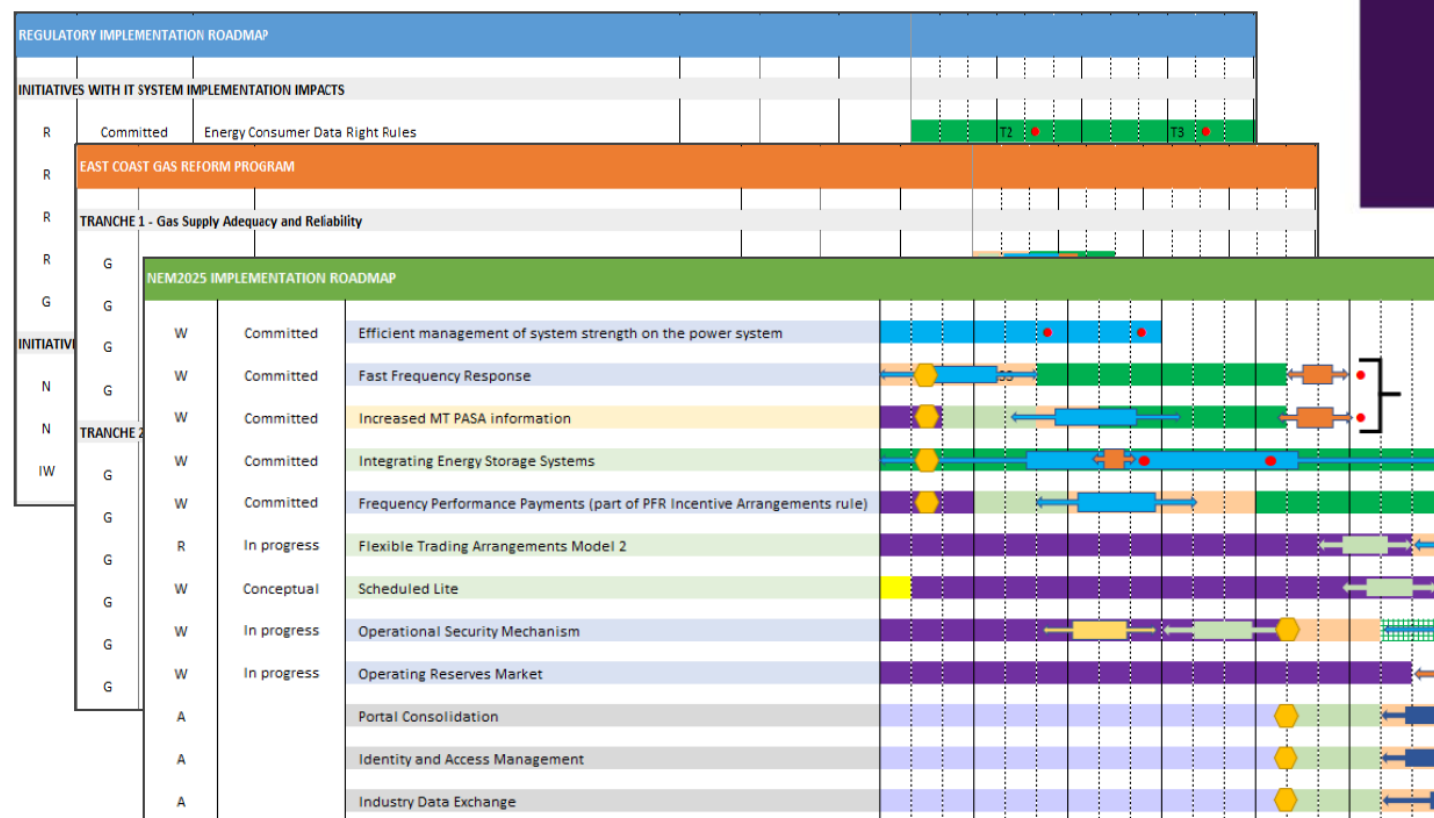 REGULATORY IMPLEMENTATION ROADMAP
INITIATIVES WITH IT SYSTEM IMPLEMENTATION IMPACTS
R Committed Energy Consumer Data Right Rules T2 T3
R
R
R
G
INITIATIV
N
N
IW
EAST COAST GAS REFORM PROGRAM
TRANCHE 1 - Gas Supply Adequacy and Reliability
G
G
G
G
TRANCHE 2
G
G
G
G
G
G
NEM2025 IMPLEMENTATION ROADMAP
W Committed Efficient management of system strength on the power system
W Committed Fast Frequency Response
W Committed Increased MT PASA information
W Committed Integrating Energy Storage Systems
W Committed Frequency Performance Payments (part of PFR Incentive Arrangements rule)
R In progress Flexible Trading Arrangements Model 2
W Conceptual Scheduled Lite
W In progress Operational Security Mechanism
W In progress Operating Reserves Market
A Portal Consolidation
A Identity and Access Management
A Industry Data Exchange